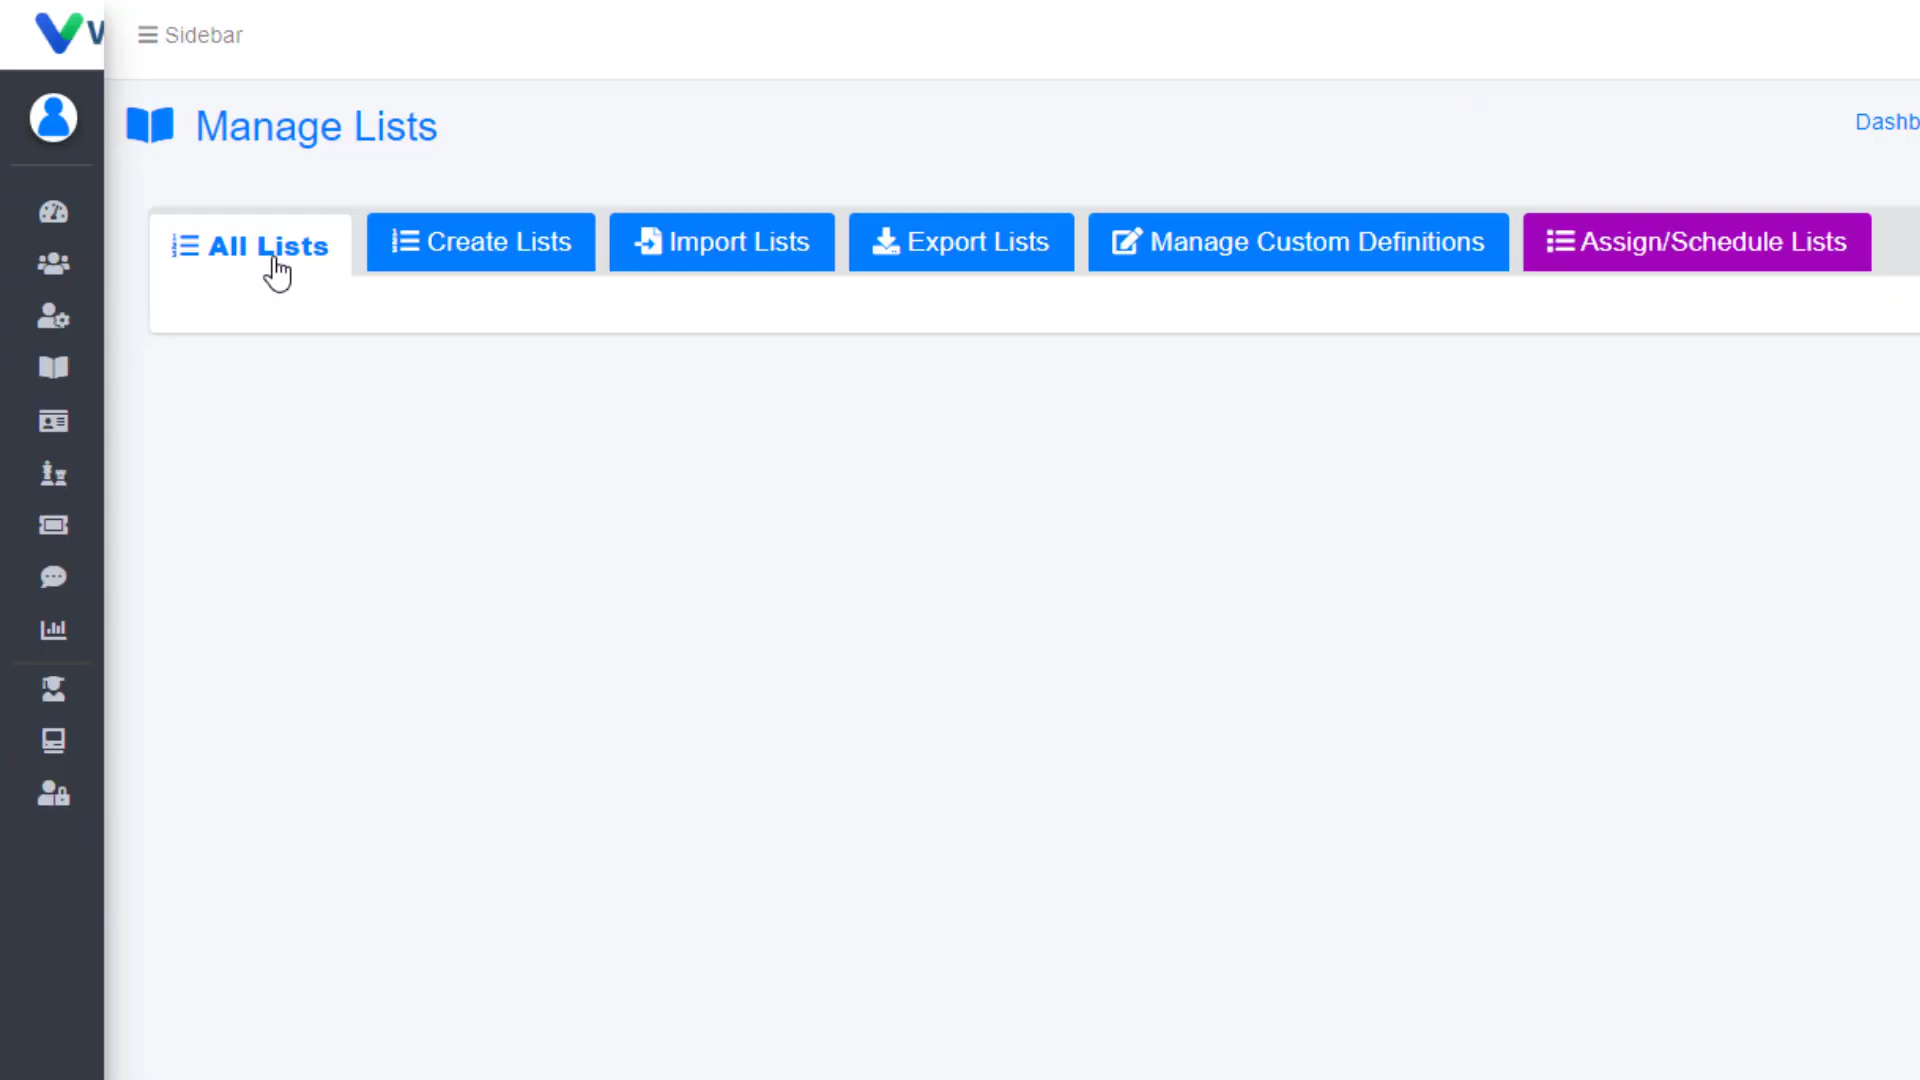 Sidebar
Manage Lists
Dashb
All Lists
Create Lists
Import Lists
Export Lists
Manage Custom Definitions
Assign/Schedule Lists